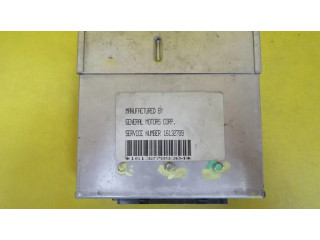 MANUFACTURED BY
GENERAL MOTORS CORP.
SERVICE NUMBER 16132799